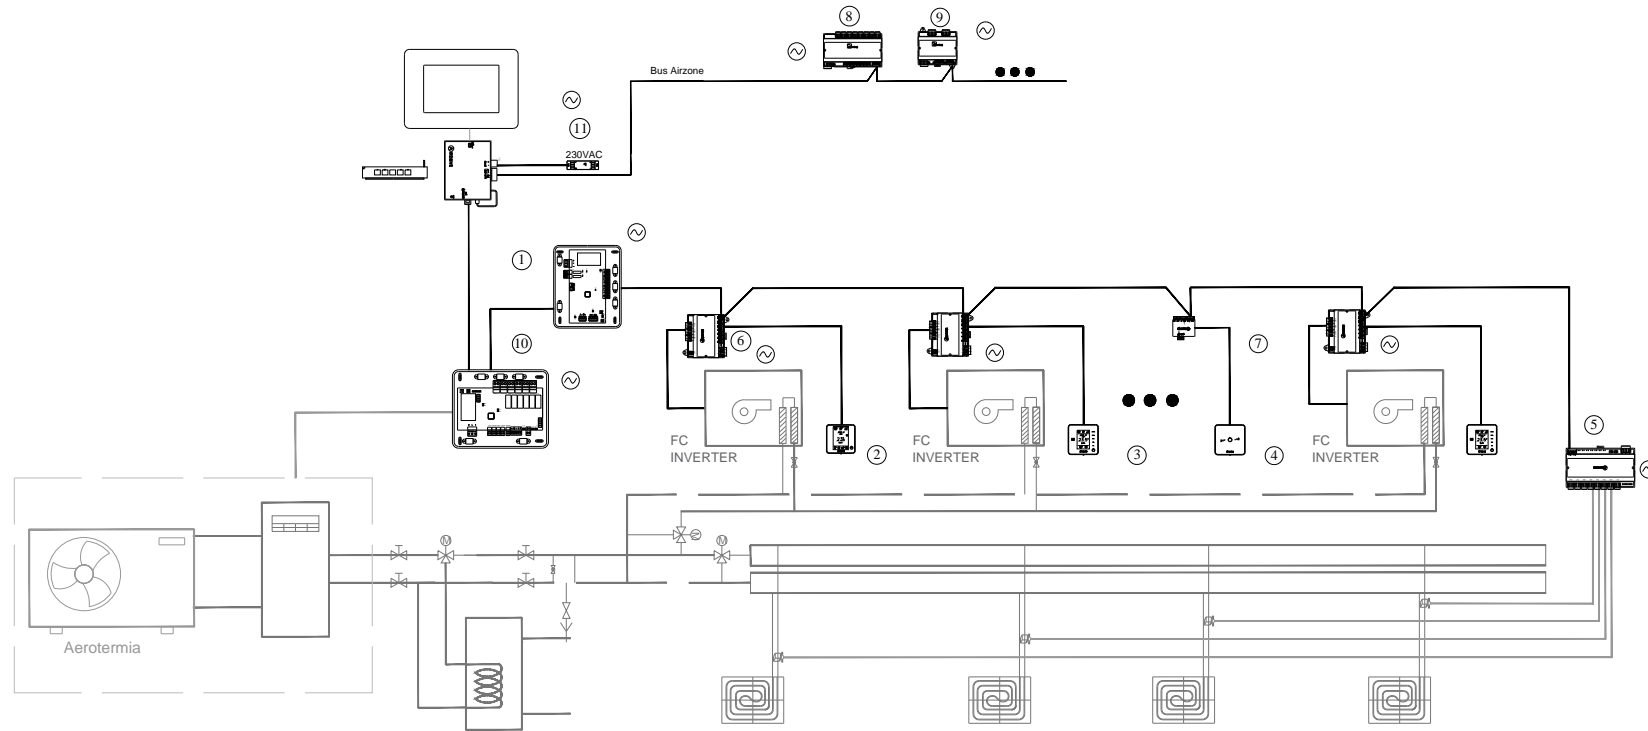 8
9
Bus Airzone
11
230VAC
1
10
6
7
FC
INVERTER
2
FC
INVERTER
3
4
FC
INVERTER
5
M
M
Aerotermia